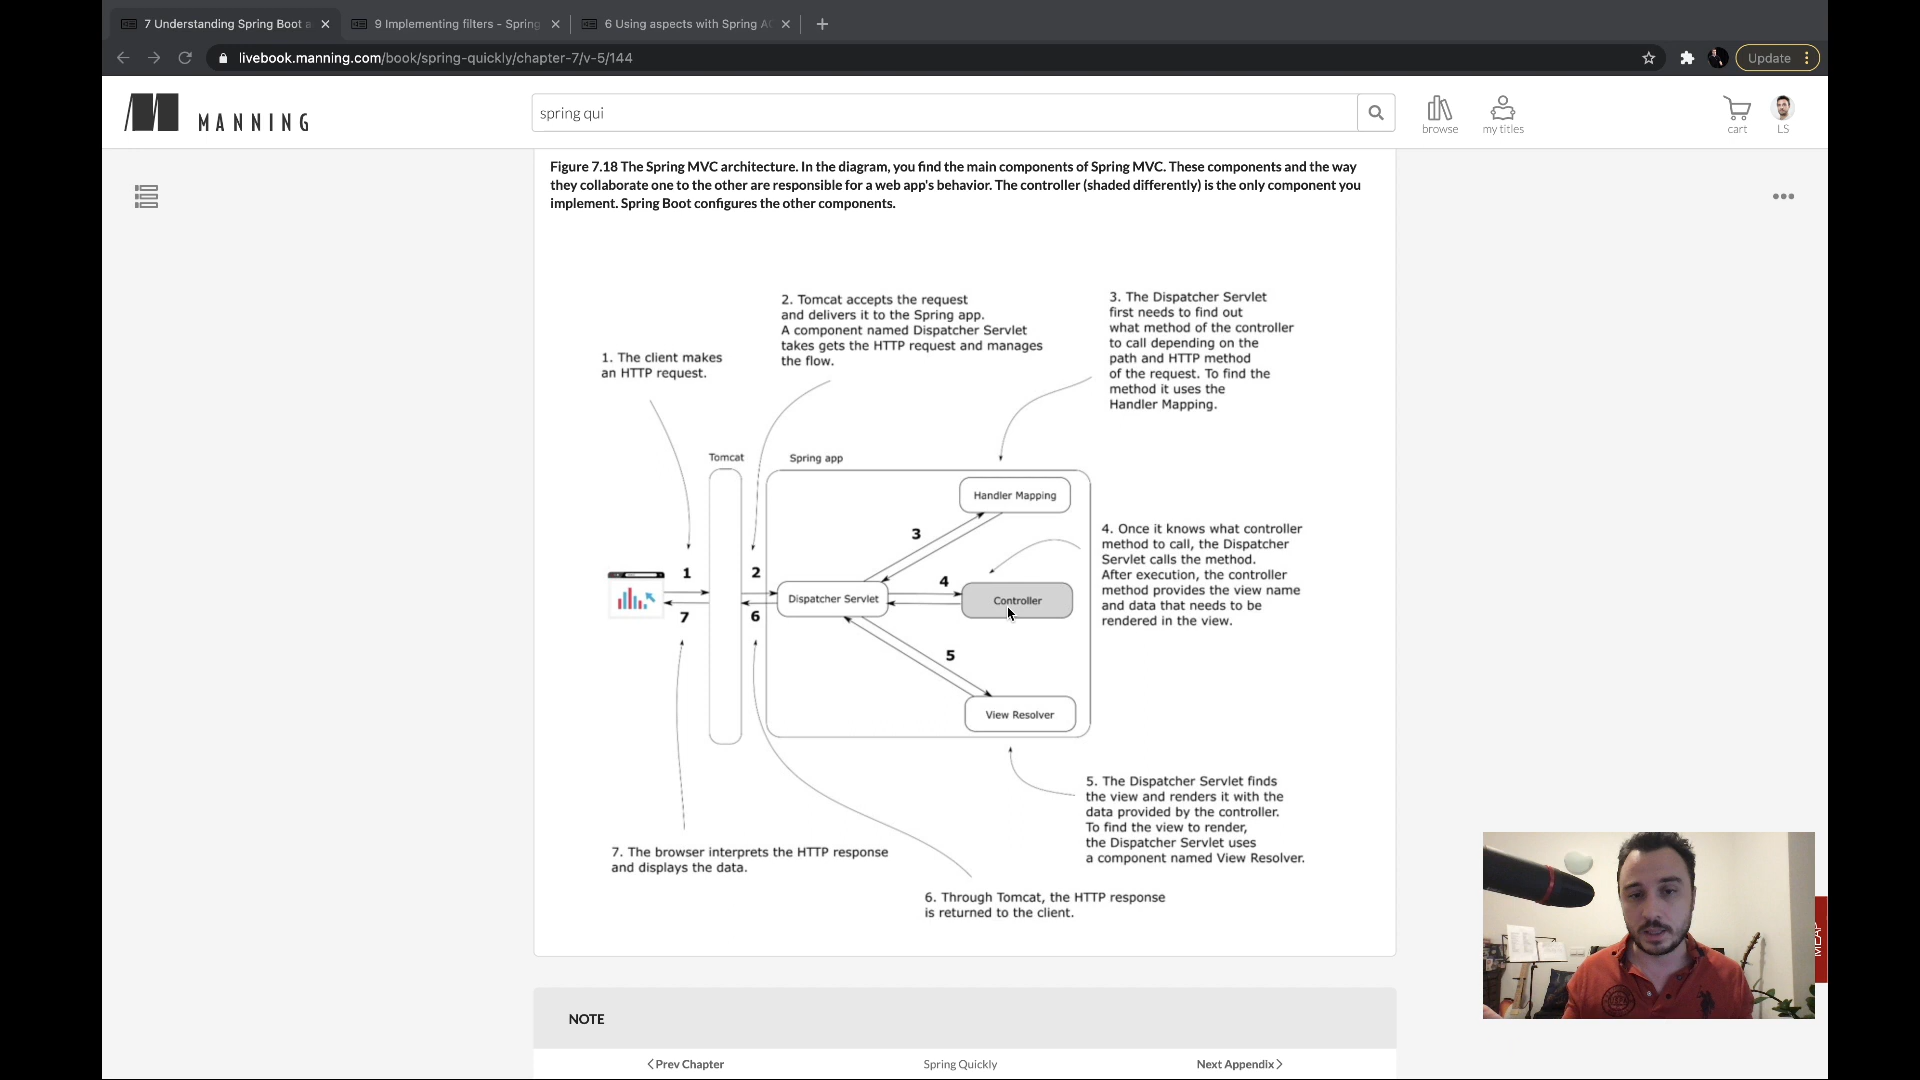 7 Understanding Spring Boot a
9 Implementing filters - Spring
6 Using aspects with Spring A
livebook.manning.com/book/spring-quickly/chapter-7/v-5/144
Update
MANNING
spring qui
browse
my titles
cart
LS
Figure 7.18 The Spring MVC architecture. In the diagram, you find the main components of Spring MVC. These components and the way
they collaborate one to the other are responsible for a web app's behavior. The controller (shaded differently) is the only component you
implement. Spring Boot configures the other components.
1. The client makes
an HTTP request.
2. Tomcat accepts the request
and delivers it to the Spring app.
A component named Dispatcher Servlet
takes gets the HTTP request and manages
the flow.
3. The Dispatcher Servlet
first needs to find out
what method of the controller
to call depending on the
path and HTTP method
of the request. To find the
method it uses the
Handler Mapping.
Tomcat
Spring app
Handler Mapping
3
4. Once it knows what controller
method to call, the Dispatcher
Servlet calls the method.
After execution, the controller
method provides the view name
and data that needs to be
rendered in the view.
1
2
4
Dispatcher Servlet
Controller
7
6
5
View Resolver
5. The Dispatcher Servlet finds
the view and renders it with the
data provided by the controller.
To find the view to render,
the Dispatcher Servlet uses
a component named View Resolver.
7. The browser interprets the HTTP response
and displays the data.
6. Through Tomcat, the HTTP response
is returned to the client.
MEAP
NOTE
Prev Chapter
Spring Quickly
Next Appendix